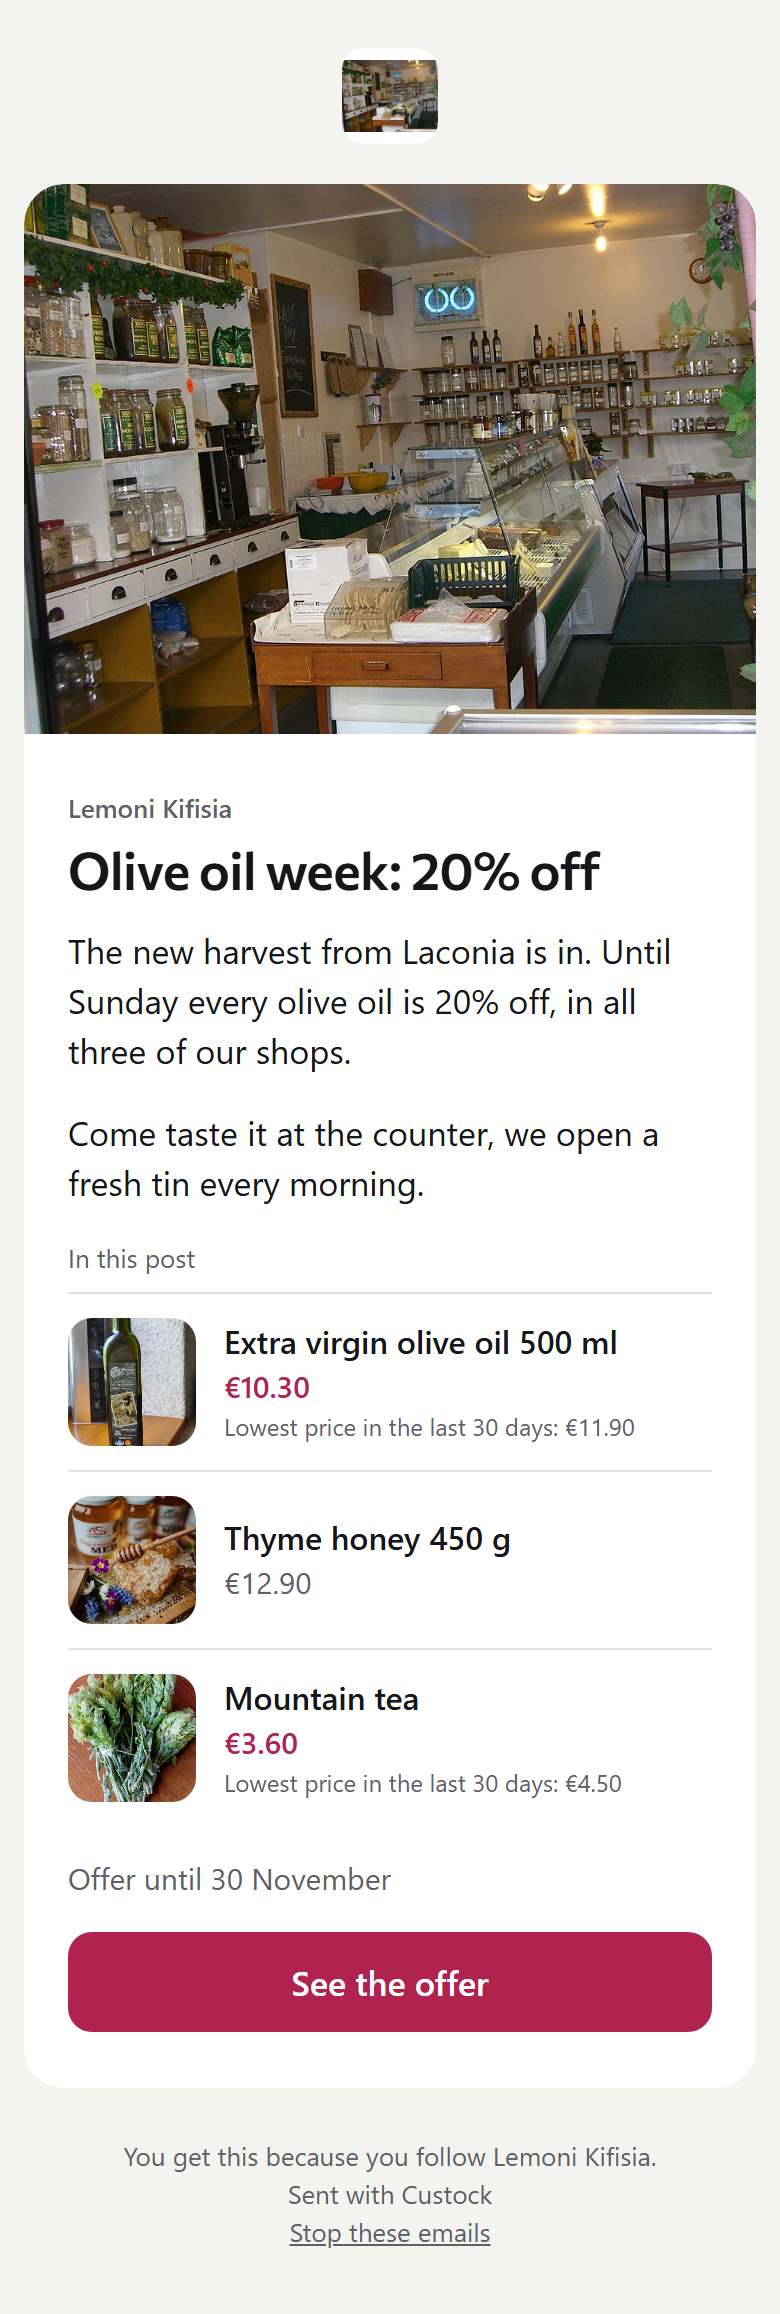 Lemoni Kifisia
Olive oil week: 20% off
The new harvest from Laconia is in. Until
Sunday every olive oil is 20% off, in all
three of our shops.
Come taste it at the counter, we open a
fresh tin every morning.
In this post
Extra virgin olive oil 500 ml
€10.30
Lowest price in the last 30 days: €11.90
Thyme honey 450 g
€12.90
Mountain tea
€3.60
Lowest price in the last 30 days: €4.50
Offer until 30 November
See the offer
You get this because you follow Lemoni Kifisia.
Sent with Custock
Stop these emails